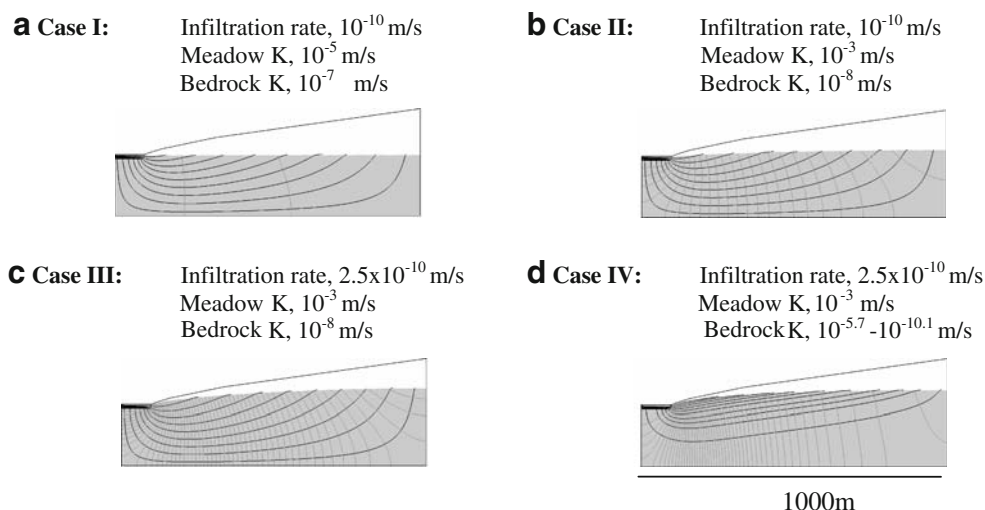 a Case I: Infiltration rate, 10⁻¹⁰ m/s
Meadow K, 10⁻⁵ m/s
Bedrock K, 10⁻⁷ m/s
b Case II: Infiltration rate, 10⁻¹⁰ m/s
Meadow K, 10⁻³ m/s
Bedrock K, 10⁻⁸ m/s
c Case III: Infiltration rate, 2.5x10⁻¹⁰ m/s
Meadow K, 10⁻³ m/s
Bedrock K, 10⁻⁸ m/s
d Case IV: Infiltration rate, 2.5x10⁻¹⁰ m/s
Meadow K, 10⁻³ m/s
Bedrock K, 10⁻⁵·⁷ -10⁻¹⁰·¹ m/s
1000m